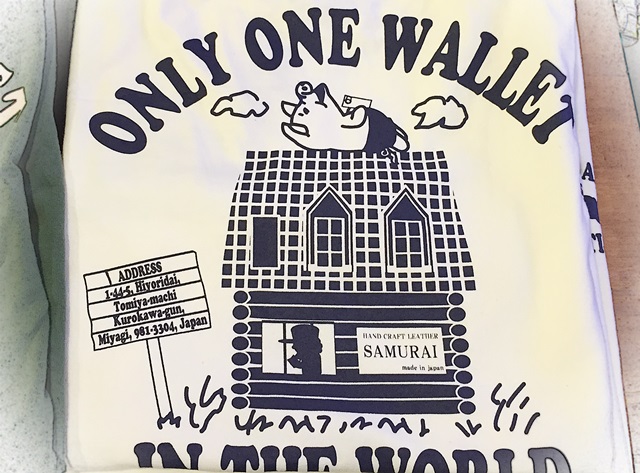 ONLY ONE WALLET
ADDRESS
1-44-5, Hiyoridai,
Tomiya-machi
Kurokawa-gun,
Miyagi, 981-3304, Japan
HAND CRAFT LEATHER
SAMURAI
made in japan
IN THE WORLD